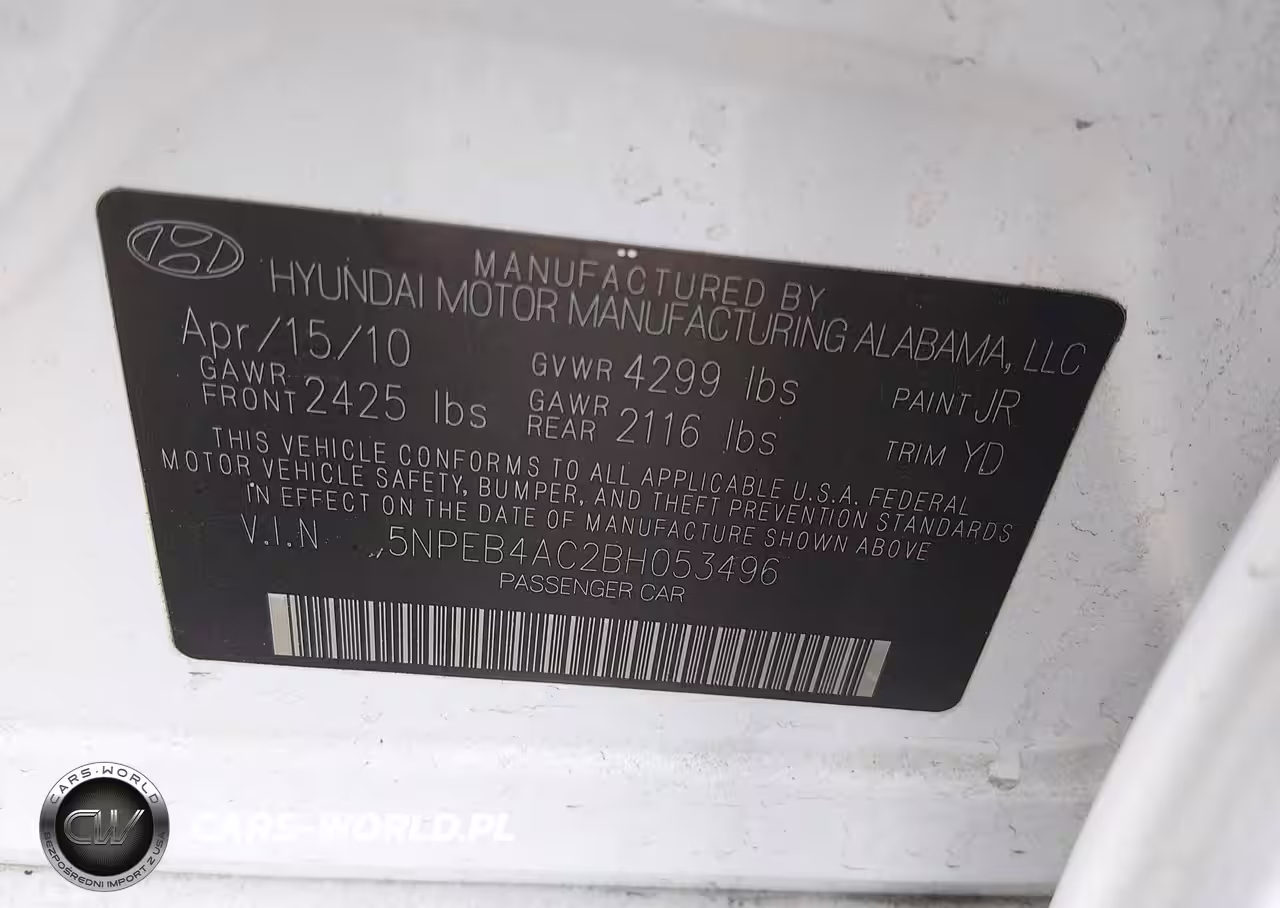 MANUFACTURED BY
HYUNDAI MOTOR MANUFACTURING ALABAMA, LLC
Apr/15/10 GVWR 4299 lbs PAINT JR
GAWR FRONT 2425 lbs GAWR REAR 2116 lbs TRIM YD
THIS VEHICLE CONFORMS TO ALL APPLICABLE U.S.A. FEDERAL
MOTOR VEHICLE SAFETY, BUMPER, AND THEFT PREVENTION STANDARDS
IN EFFECT ON THE DATE OF MANUFACTURE SHOWN ABOVE
V.I.N 5NPEB4AC2BH053496
PASSENGER CAR
CARS-WORLD
CW
BEZPOŚREDNI IMPORT Z USA
CARS-WORLD.PL